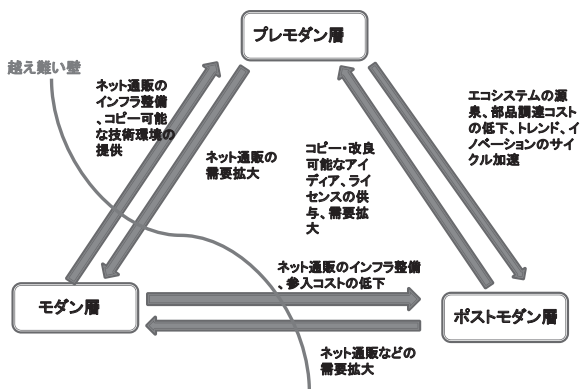 プレモダン層
越え難い壁
ネット通販の
インフラ整備
、コピー可能
な技術環境の
提供
ネット通販の
需要拡大
コピー・改良
可能なアイ
ディア、ライ
センスの供
与、需要拡
大
エコシステムの源
泉、部品調達コスト
の低下、トレンド、イ
ノベーションのサイ
クル加速
モダン層
ネット通販のインフラ整備
、参入コストの低下
ポストモダン層
ネット通販などの
需要拡大